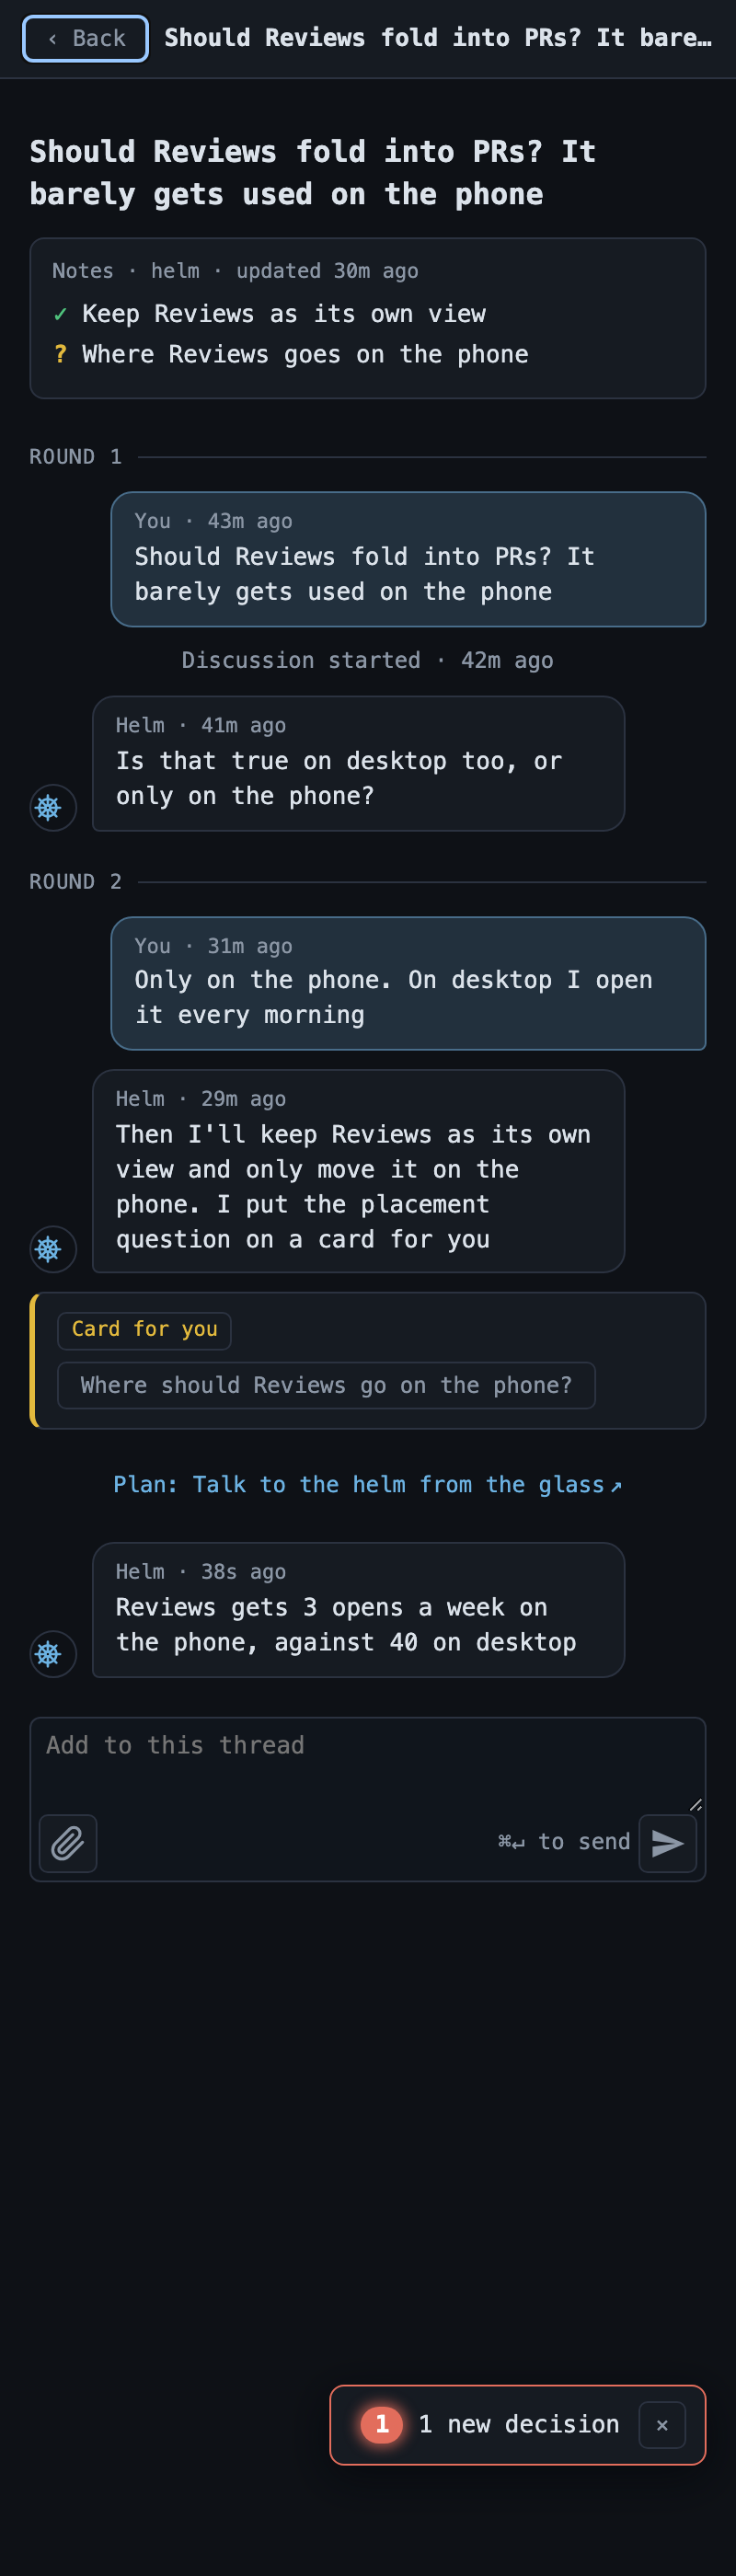 ‹ Back
Should Reviews fold into PRs? It bare…
Should Reviews fold into PRs? It
barely gets used on the phone
Notes · helm · updated 30m ago
✓ Keep Reviews as its own view
? Where Reviews goes on the phone
ROUND 1
You · 43m ago
Should Reviews fold into PRs? It
barely gets used on the phone
Discussion started · 42m ago
Helm · 41m ago
Is that true on desktop too, or
only on the phone?
ROUND 2
You · 31m ago
Only on the phone. On desktop I open
it every morning
Helm · 29m ago
Then I'll keep Reviews as its own
view and only move it on the
phone. I put the placement
question on a card for you
Card for you
Where should Reviews go on the phone?
Plan: Talk to the helm from the glass↗
Helm · 38s ago
Reviews gets 3 opens a week on
the phone, against 40 on desktop
Add to this thread
⌘↵ to send
1 1 new decision ×